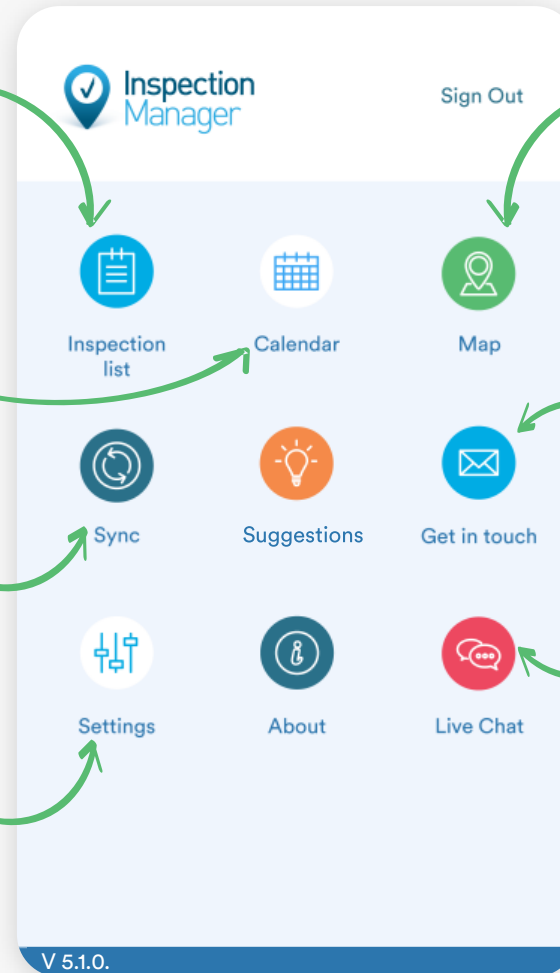 Inspection
Manager
Sign Out
Inspection
list
Calendar
Map
Sync
Suggestions
Get in touch
Settings
About
Live Chat
V 5.1.0.